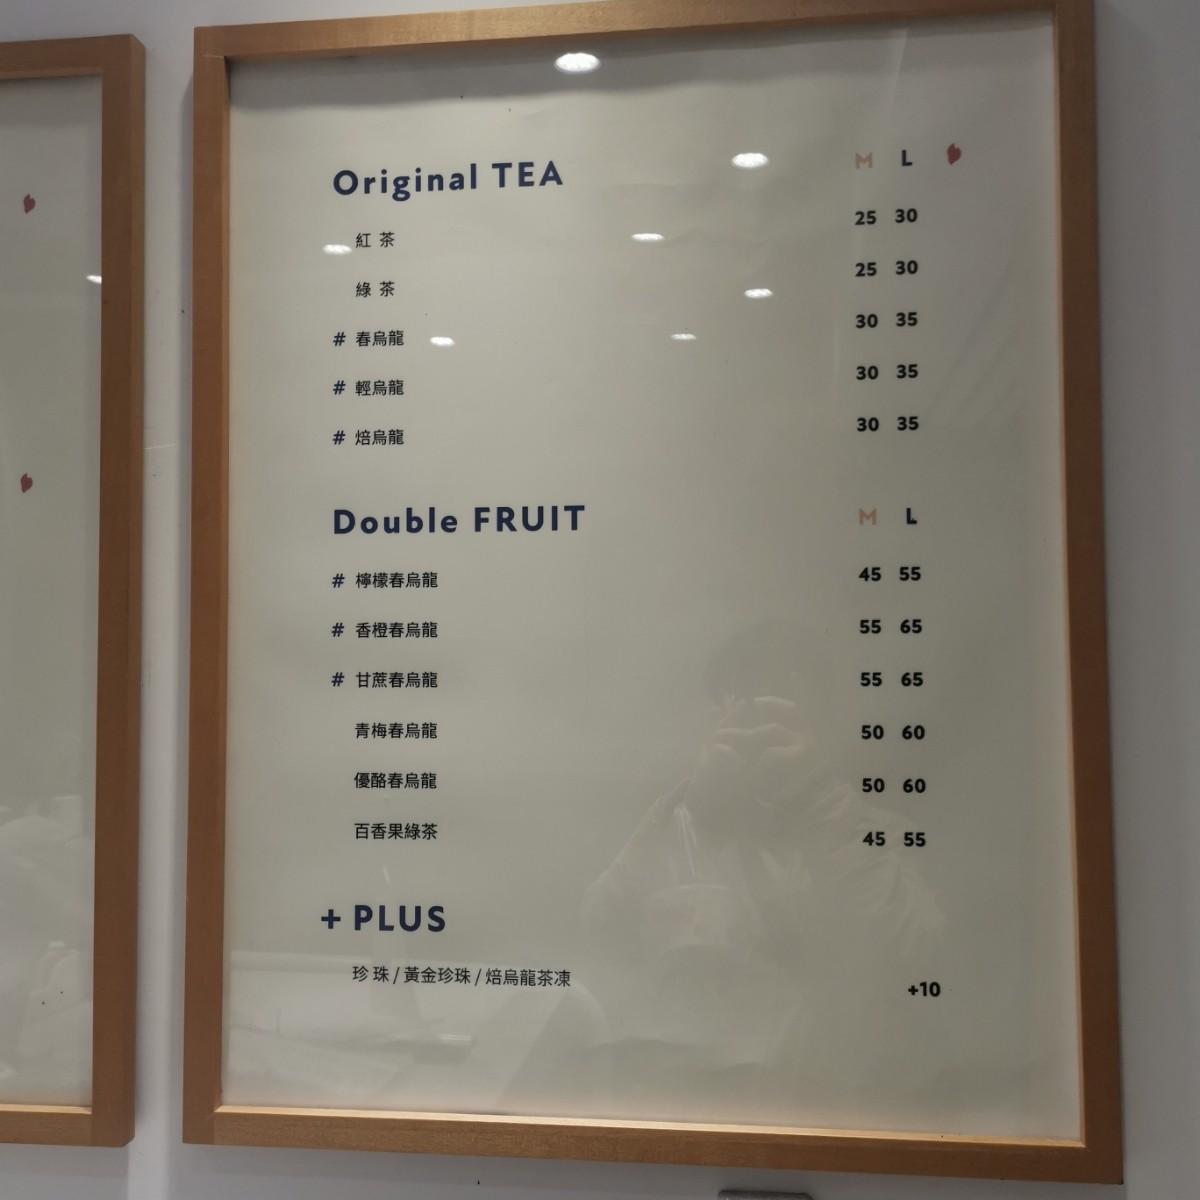 Original TEA M L
紅 茶 25 30
綠 茶 25 30
# 春烏龍 30 35
# 輕烏龍 30 35
# 焙烏龍 30 35
Double FRUIT M L
# 檸檬春烏龍 45 55
# 香橙春烏龍 55 65
# 甘蔗春烏龍 55 65
青梅春烏龍 50 60
優酪春烏龍 50 60
百香果綠茶 45 55
+ PLUS
珍 珠 / 黃金珍珠 / 焙烏龍茶凍 +10